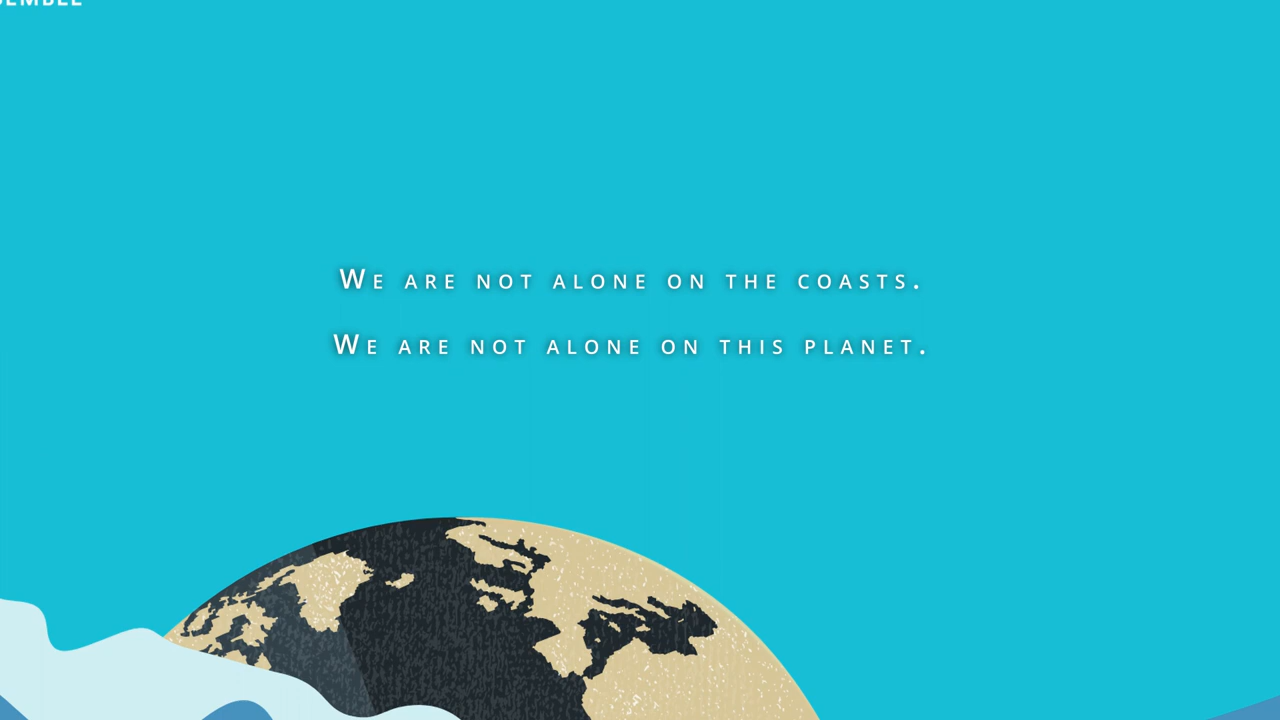 We are not alone on the coasts.
We are not alone on this planet.